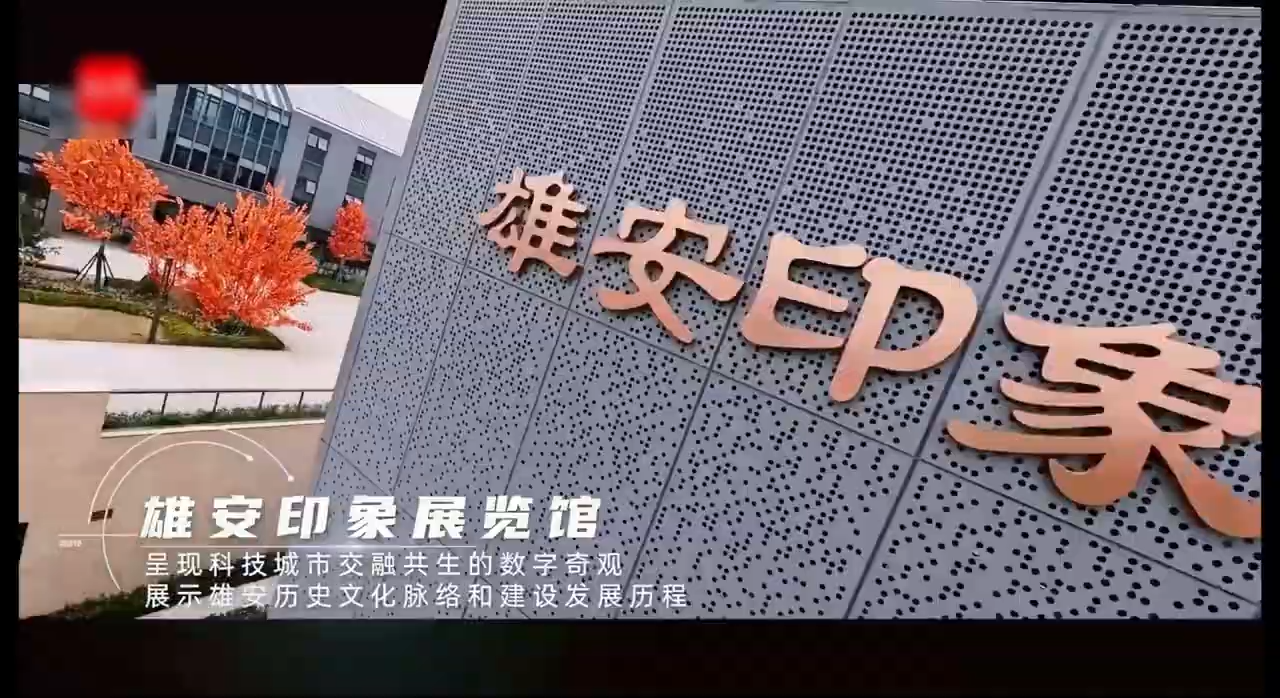 雄安印象
雄安印象展览馆
呈现科技城市交融共生的数字奇观
展示雄安历史文化脉络和建设发展历程